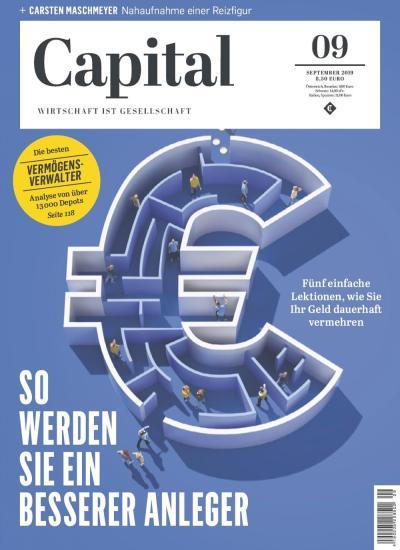 + CARSTEN MASCHMEYER Nahaufnahme einer Reizfigur
Capital
WIRTSCHAFT IST GESELLSCHAFT
09
SEPTEMBER 2019
8,50 EURO
Die besten
VERMÖGENS-
VERWALTER
Analyse von über
13 000 Depots
Seite 118
Fünf einfache
Lektionen, wie Sie
Ihr Geld dauerhaft
vermehren
SO
WERDEN
SIE EIN
BESSERER ANLEGER